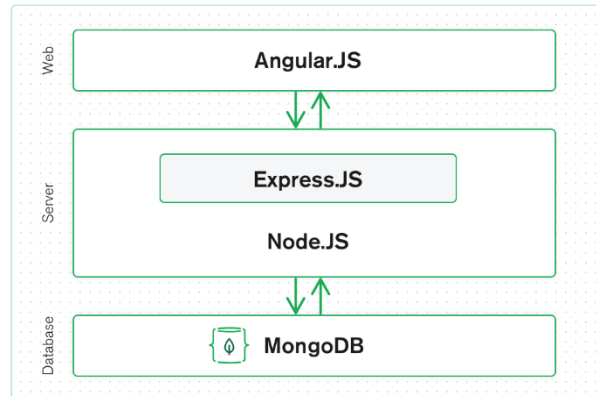 Web
Angular.JS
Server
Express.JS
Node.JS
Database
MongoDB